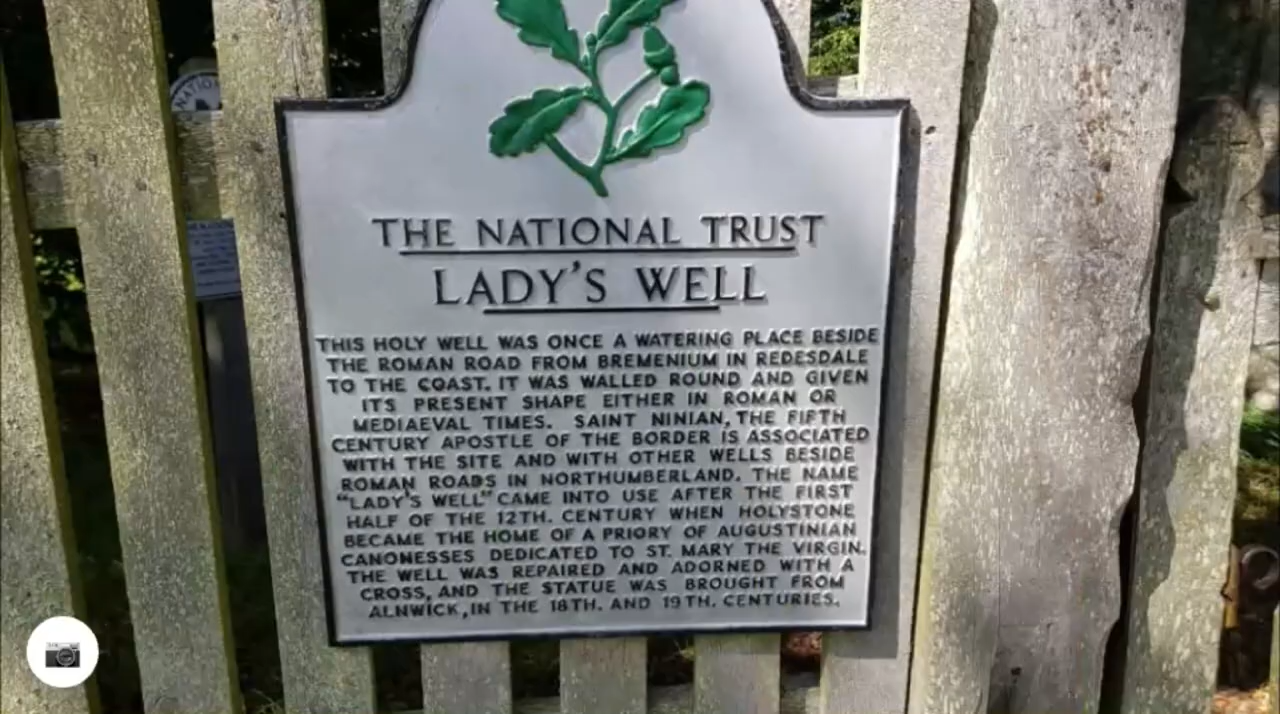 NATIO
THE NATIONAL TRUST
LADY'S WELL
THIS HOLY WELL WAS ONCE A WATERING PLACE BESIDE
THE ROMAN ROAD FROM BREMENIUM IN REDESDALE
TO THE COAST. IT WAS WALLED ROUND AND GIVEN
ITS PRESENT SHAPE EITHER IN ROMAN OR
MEDIAEVAL TIMES. SAINT NINIAN, THE FIFTH
CENTURY APOSTLE OF THE BORDER IS ASSOCIATED
WITH THE SITE AND WITH OTHER WELLS BESIDE
ROMAN ROADS IN NORTHUMBERLAND. THE NAME
"LADY'S WELL" CAME INTO USE AFTER THE FIRST
HALF OF THE 12TH. CENTURY WHEN HOLYSTONE
BECAME THE HOME OF A PRIORY OF AUGUSTINIAN
CANONESSES DEDICATED TO ST. MARY THE VIRGIN.
THE WELL WAS REPAIRED AND ADORNED WITH A
CROSS, AND THE STATUE WAS BROUGHT FROM
ALNWICK, IN THE 18TH. AND 19TH. CENTURIES.